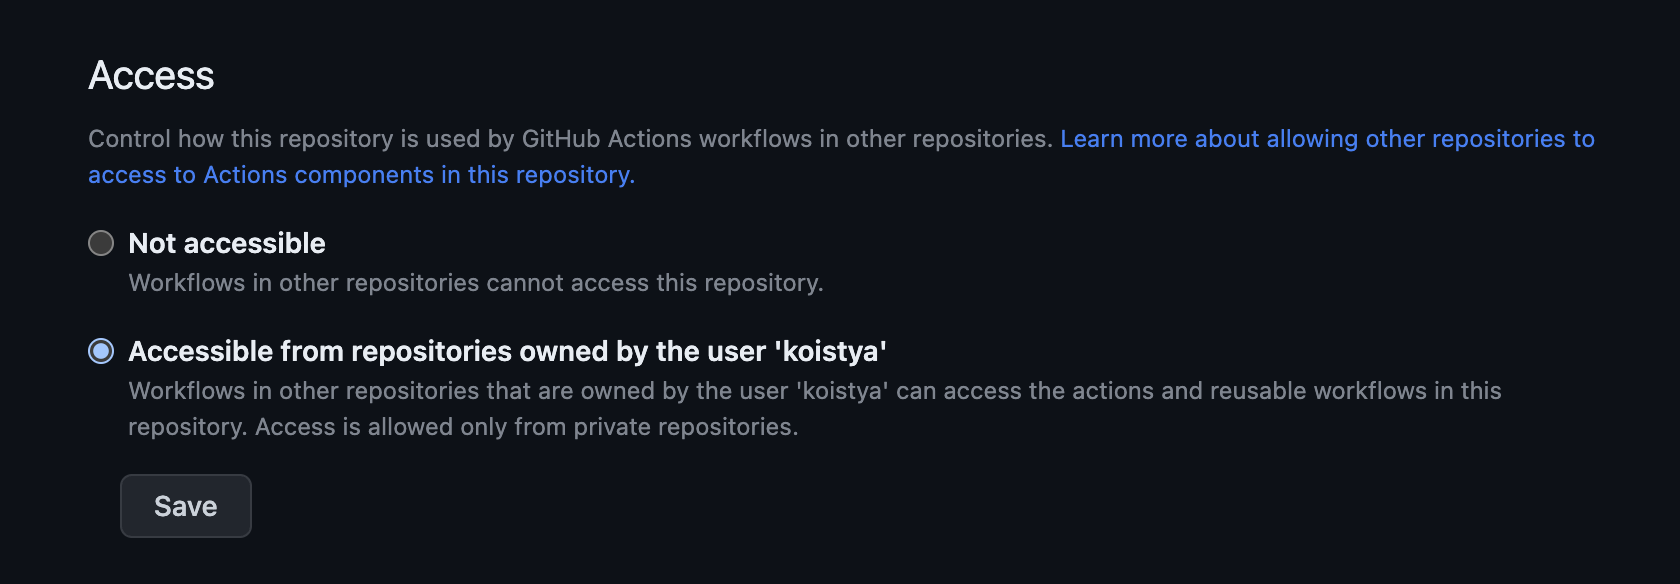 Access
Control how this repository is used by GitHub Actions workflows in other repositories. Learn more about allowing other repositories to
access to Actions components in this repository.
Not accessible
Workflows in other repositories cannot access this repository.
Accessible from repositories owned by the user 'koistya'
Workflows in other repositories that are owned by the user 'koistya' can access the actions and reusable workflows in this
repository. Access is allowed only from private repositories.
Save